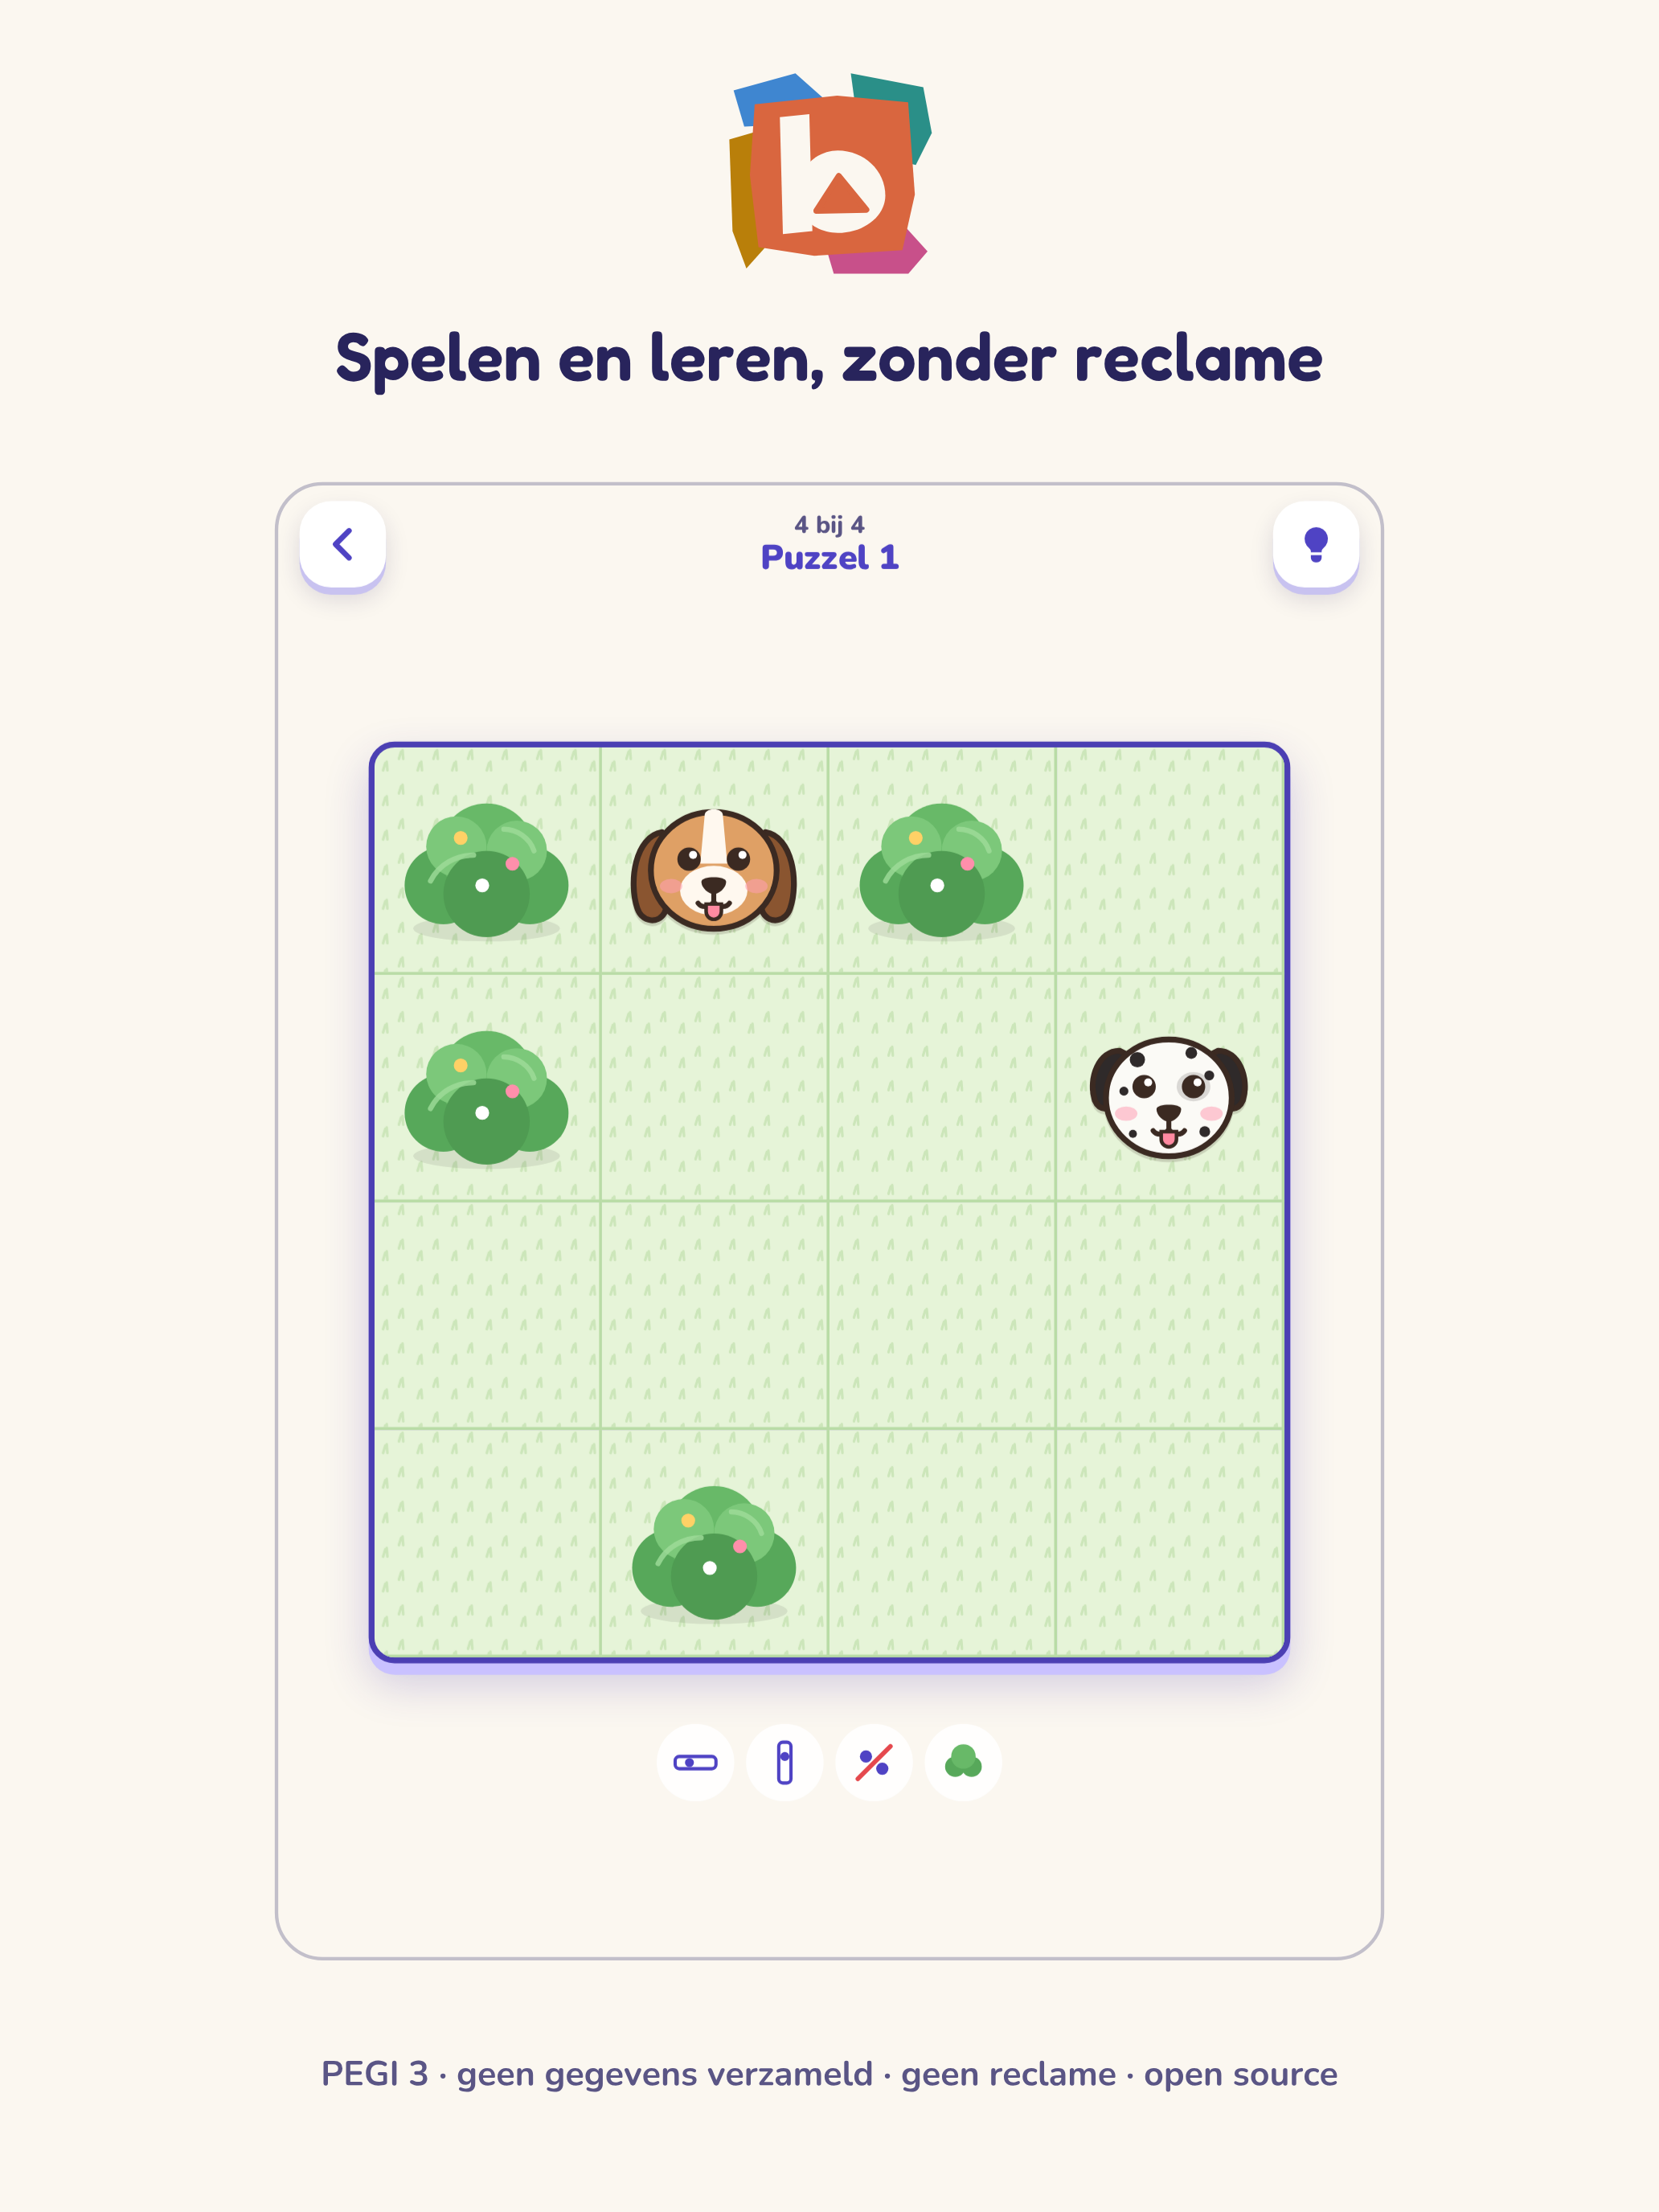 b
Spelen en leren, zonder reclame
4 bij 4
Puzzel 1
PEGI 3 · geen gegevens verzameld · geen reclame · open source